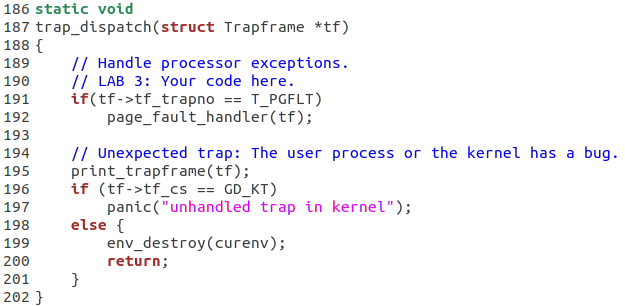 186 static void
187 trap_dispatch(struct Trapframe *tf)
188 {
189     // Handle processor exceptions.
190     // LAB 3: Your code here.
191     if(tf->tf_trapno == T_PGFLT)
192         page_fault_handler(tf);
193
194     // Unexpected trap: The user process or the kernel has a bug.
195     print_trapframe(tf);
196     if (tf->tf_cs == GD_KT)
197         panic("unhandled trap in kernel");
198     else {
199         env_destroy(curenv);
200         return;
201     }
202 }